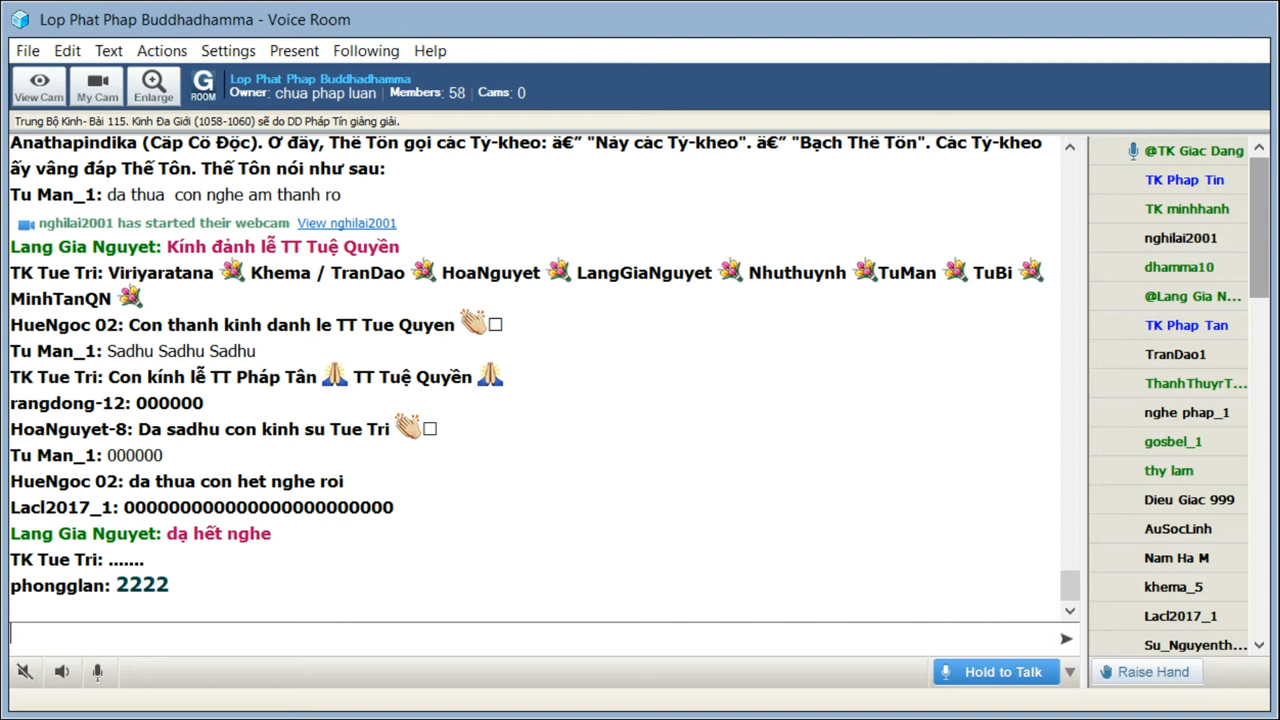 Lop Phat Phap Buddhadhamma - Voice Room
File Edit Text Actions Settings Present Following Help
View Cam My Cam Enlarge G ROOM
Lop Phat Phap Buddhadhamma
Owner: chua phap luan Members: 58 Cams: 0
Trung Bộ Kinh- Bài 115. Kinh Đa Giới (1058-1060) sẽ do DD Pháp Tín giảng giải.
Anathapindika (Cấp Cô Độc). Ở đây, Thế Tôn gọi các Tỷ-kheo: â€” "Này các Tỷ-kheo". â€” "Bạch Thế Tôn". Các Tỷ-kheo
ấy vâng đáp Thế Tôn. Thế Tôn nói như sau:
Tu Man_1: da thua con nghe am thanh ro
nghilai2001 has started their webcam View nghilai2001
Lang Gia Nguyet: Kính đảnh lễ TT Tuệ Quyền
TK Tue Tri: Viriyaratana 💐 Khema / TranDao 💐 HoaNguyet 💐 LangGiaNguyet 💐 Nhuthuynh 💐TuMan 💐 TuBi 💐
MinhTanQN 💐
HueNgoc 02: Con thanh kinh danh le TT Tue Quyen 👏□
Tu Man_1: Sadhu Sadhu Sadhu
TK Tue Tri: Con kính lễ TT Pháp Tân 🙏 TT Tuệ Quyền 🙏
rangdong-12: 000000
HoaNguyet-8: Da sadhu con kinh su Tue Tri 👏□
Tu Man_1: 000000
HueNgoc 02: da thua con het nghe roi
Lacl2017_1: 00000000000000000000000
Lang Gia Nguyet: dạ hết nghe
TK Tue Tri: .......
phongglan: 2222
Hold to Talk
@TK Giac Dang
TK Phap Tin
TK minhhanh
nghilai2001
dhamma10
@Lang Gia N...
TK Phap Tan
TranDao1
ThanhThuyrT...
nghe phap_1
gosbel_1
thy lam
Dieu Giac 999
AuSocLinh
Nam Ha M
khema_5
Lacl2017_1
Su_Nguyenth...
Raise Hand